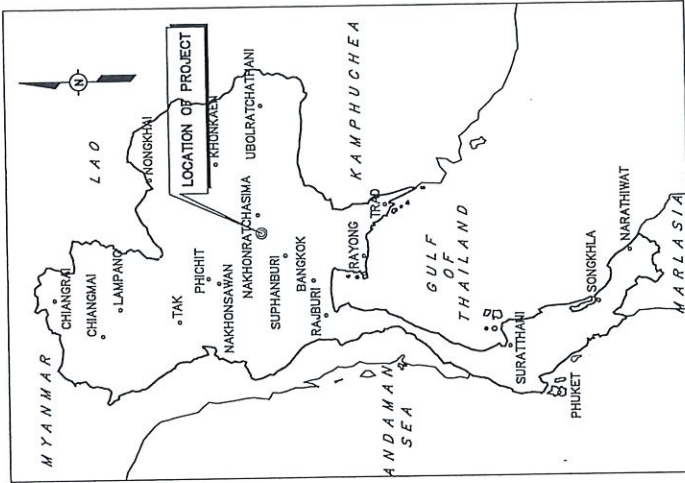 MYANMAR
LAO
N
CHIANGRAI
CHIANGMAI
LAMPANG
NONGKHAI
LOCATION OF PROJECT
KHONKAEN
UBOLRATCHATHANI
TAK
PHICHIT
NAKHONSAWAN
NAKHONRATCHASIMA
SUPHANBURI
BANGKOK
RAJBURI
RAYONG
TRAD
KAMPHUCHEA
GULF
OF
THAILAND
ANDAMAN
SEA
SURATTHANI
PHUKET
SONGKHLA
NARATHIWAT
MARLASIA